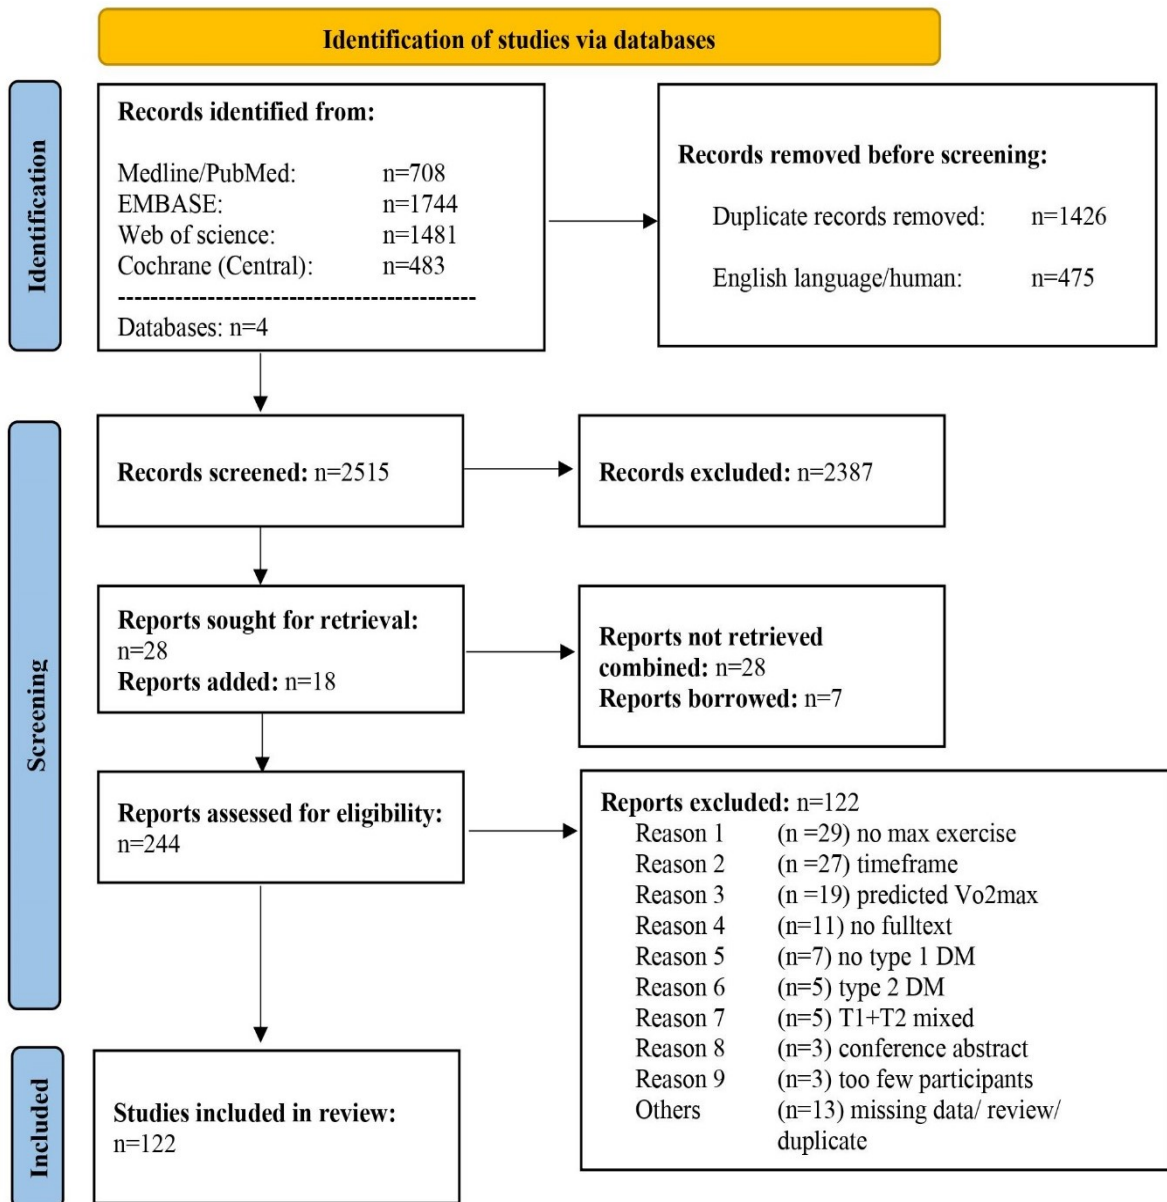 Identification of studies via databases
Identification
Records identified from:
Medline/PubMed: n=708
EMBASE: n=1744
Web of science: n=1481
Cochrane (Central): n=483
--------------------------------------------
Databases: n=4
Records removed before screening:
Duplicate records removed: n=1426
English language/human: n=475
Screening
Records screened: n=2515
Records excluded: n=2387
Reports sought for retrieval:
n=28
Reports added: n=18
Reports not retrieved
combined: n=28
Reports borrowed: n=7
Reports assessed for eligibility:
n=244
Reports excluded: n=122
Reason 1 (n =29) no max exercise
Reason 2 (n =27) timeframe
Reason 3 (n =19) predicted Vo2max
Reason 4 (n=11) no fulltext
Reason 5 (n=7) no type 1 DM
Reason 6 (n=5) type 2 DM
Reason 7 (n=5) T1+T2 mixed
Reason 8 (n=3) conference abstract
Reason 9 (n=3) too few participants
Others (n=13) missing data/ review/
duplicate
Included
Studies included in review:
n=122